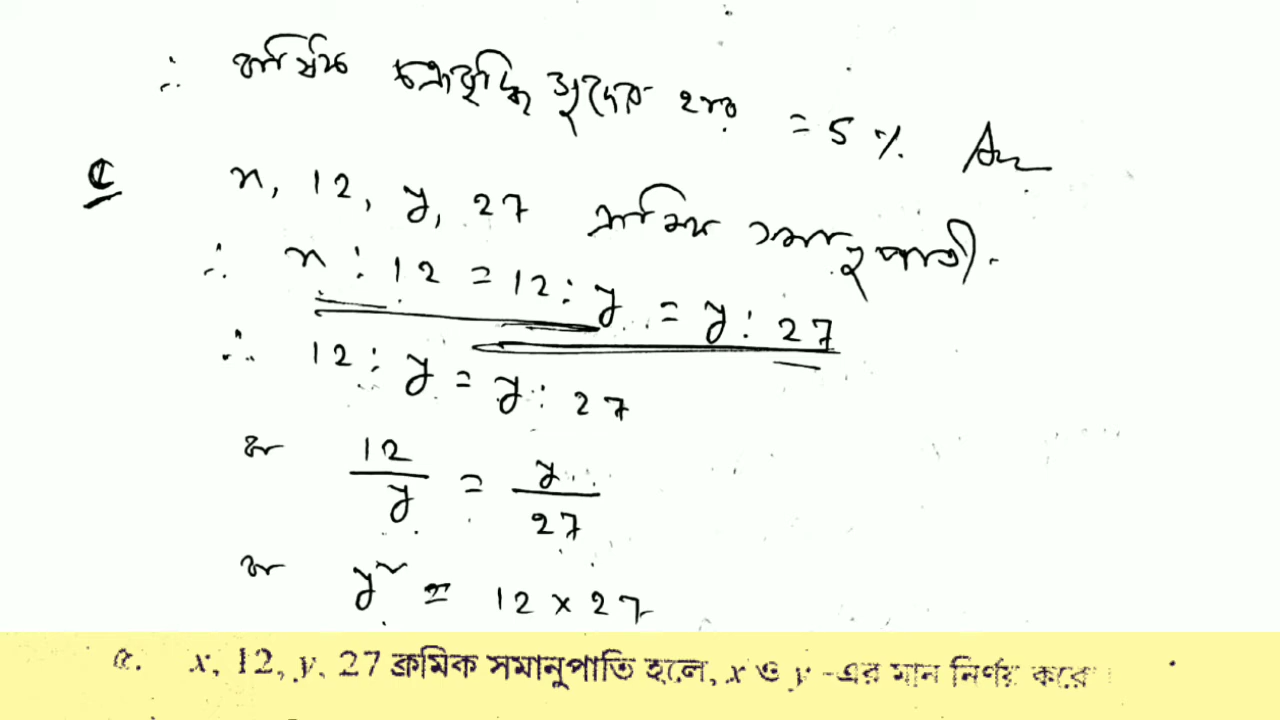 ∴ বার্ষিক চক্রবৃদ্ধি সুদের হার = 5 % Ans
৫ x, 12, y, 27 ক্রমিক সমানুপাতী.
∴ x : 12 = 12 : y = y : 27
∴ 12 : y = y : 27
বা 12/y = y/27
বা y² = 12 × 27
৫. x, 12, y, 27 ক্রমিক সমানুপাতি হলে, x ও y -এর মান নির্ণয় করো